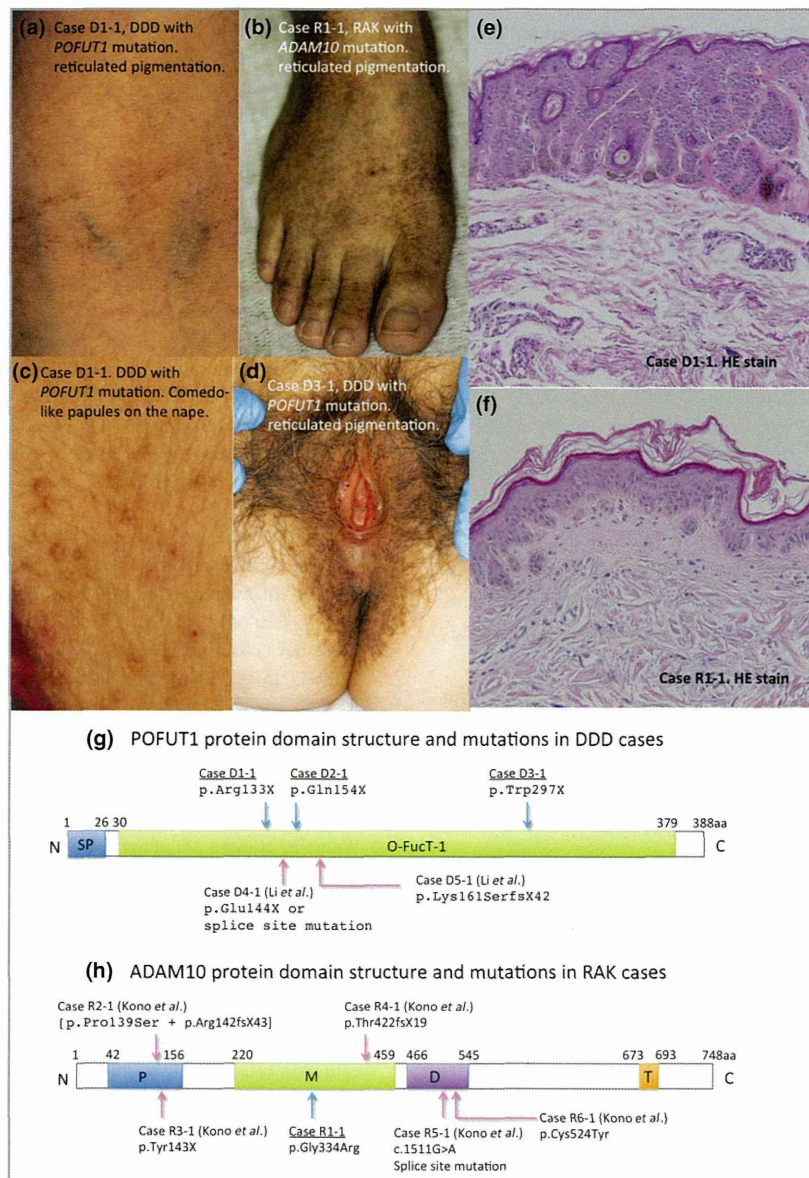 (a) Case D1-1, DDD with
POFUT1 mutation.
reticulated pigmentation.
(b) Case R1-1, RAK with
ADAM10 mutation.
reticulated pigmentation.
(e)
Case D1-1. HE stain
(c) Case D1-1. DDD with
POFUT1 mutation. Comedo-
like papules on the nape.
(d) Case D3-1, DDD with
POFUT1 mutation.
reticulated pigmentation.
(f)
Case R1-1. HE stain
(g) POFUT1 protein domain structure and mutations in DDD cases
Case D1-1 Case D2-1 Case D3-1
p.Arg133X p.Gln154X p.Trp297X
1 26 30 379 388aa
N SP O-FucT-1 C
Case D4-1 (Li et al.)
p.Glu144X or
splice site mutation
Case D5-1 (Li et al.)
p.Lys161SerfsX42
(h) ADAM10 protein domain structure and mutations in RAK cases
Case R2-1 (Kono et al.)
[p.Pro139Ser + p.Arg142fsX43]
Case R4-1 (Kono et al.)
p.Thr422fsX19
1 42 156 220 459 466 545 673 693 748aa
N P M D T C
Case R3-1 (Kono et al.)
p.Tyr143X
Case R1-1
p.Gly334Arg
Case R5-1 (Kono et al.)
c.1511G>A
Splice site mutation
Case R6-1 (Kono et al.)
p.Cys524Tyr